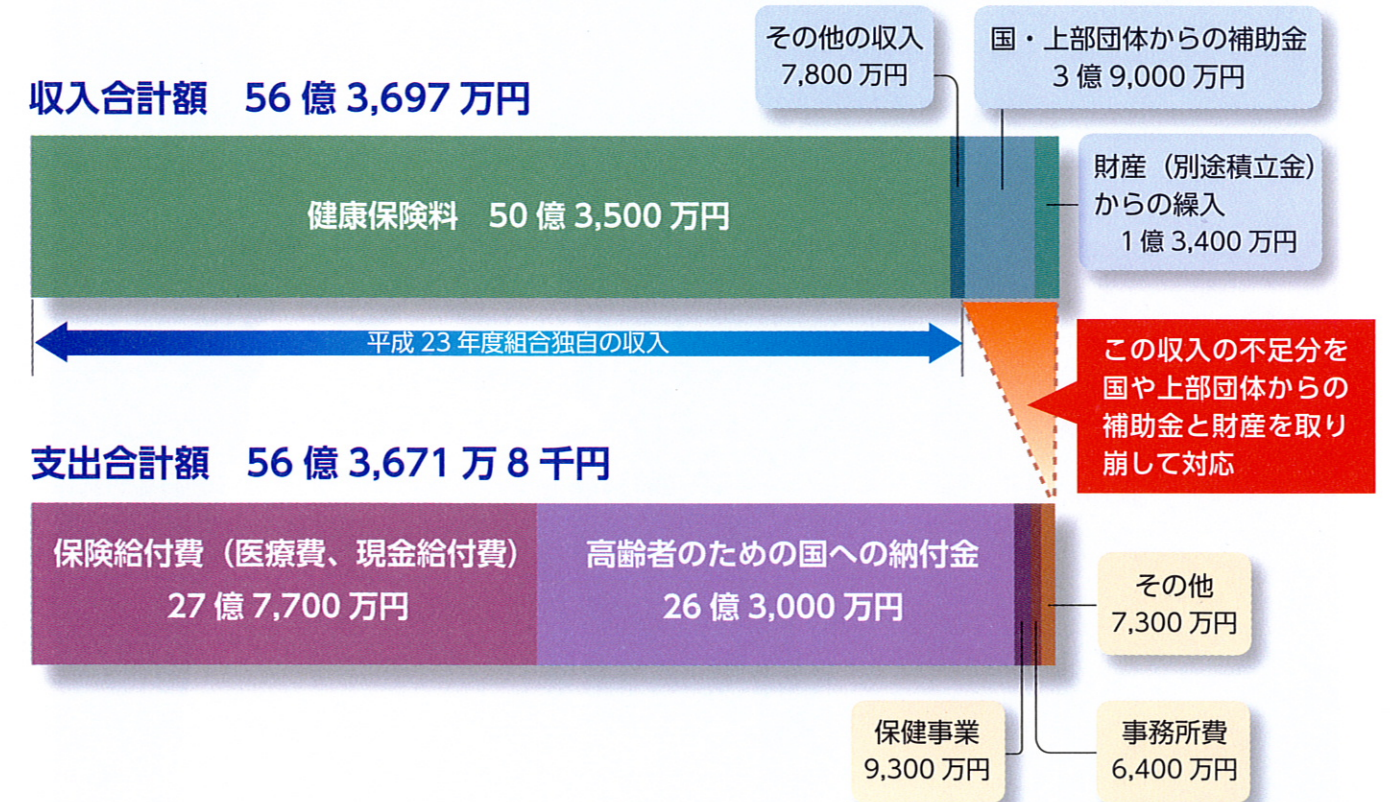 その他の収入
7,800 万円
国・上部団体からの補助金
3 億 9,000 万円
収入合計額 56 億 3,697 万円
財産（別途積立金）
からの繰入
1 億 3,400 万円
健康保険料 50 億 3,500 万円
平成 23 年度組合独自の収入
この収入の不足分を
国や上部団体からの
補助金と財産を取り
崩して対応
支出合計額 56 億 3,671 万 8 千円
保険給付費（医療費、現金給付費）
27 億 7,700 万円
高齢者のための国への納付金
26 億 3,000 万円
その他
7,300 万円
保健事業
9,300 万円
事務所費
6,400 万円